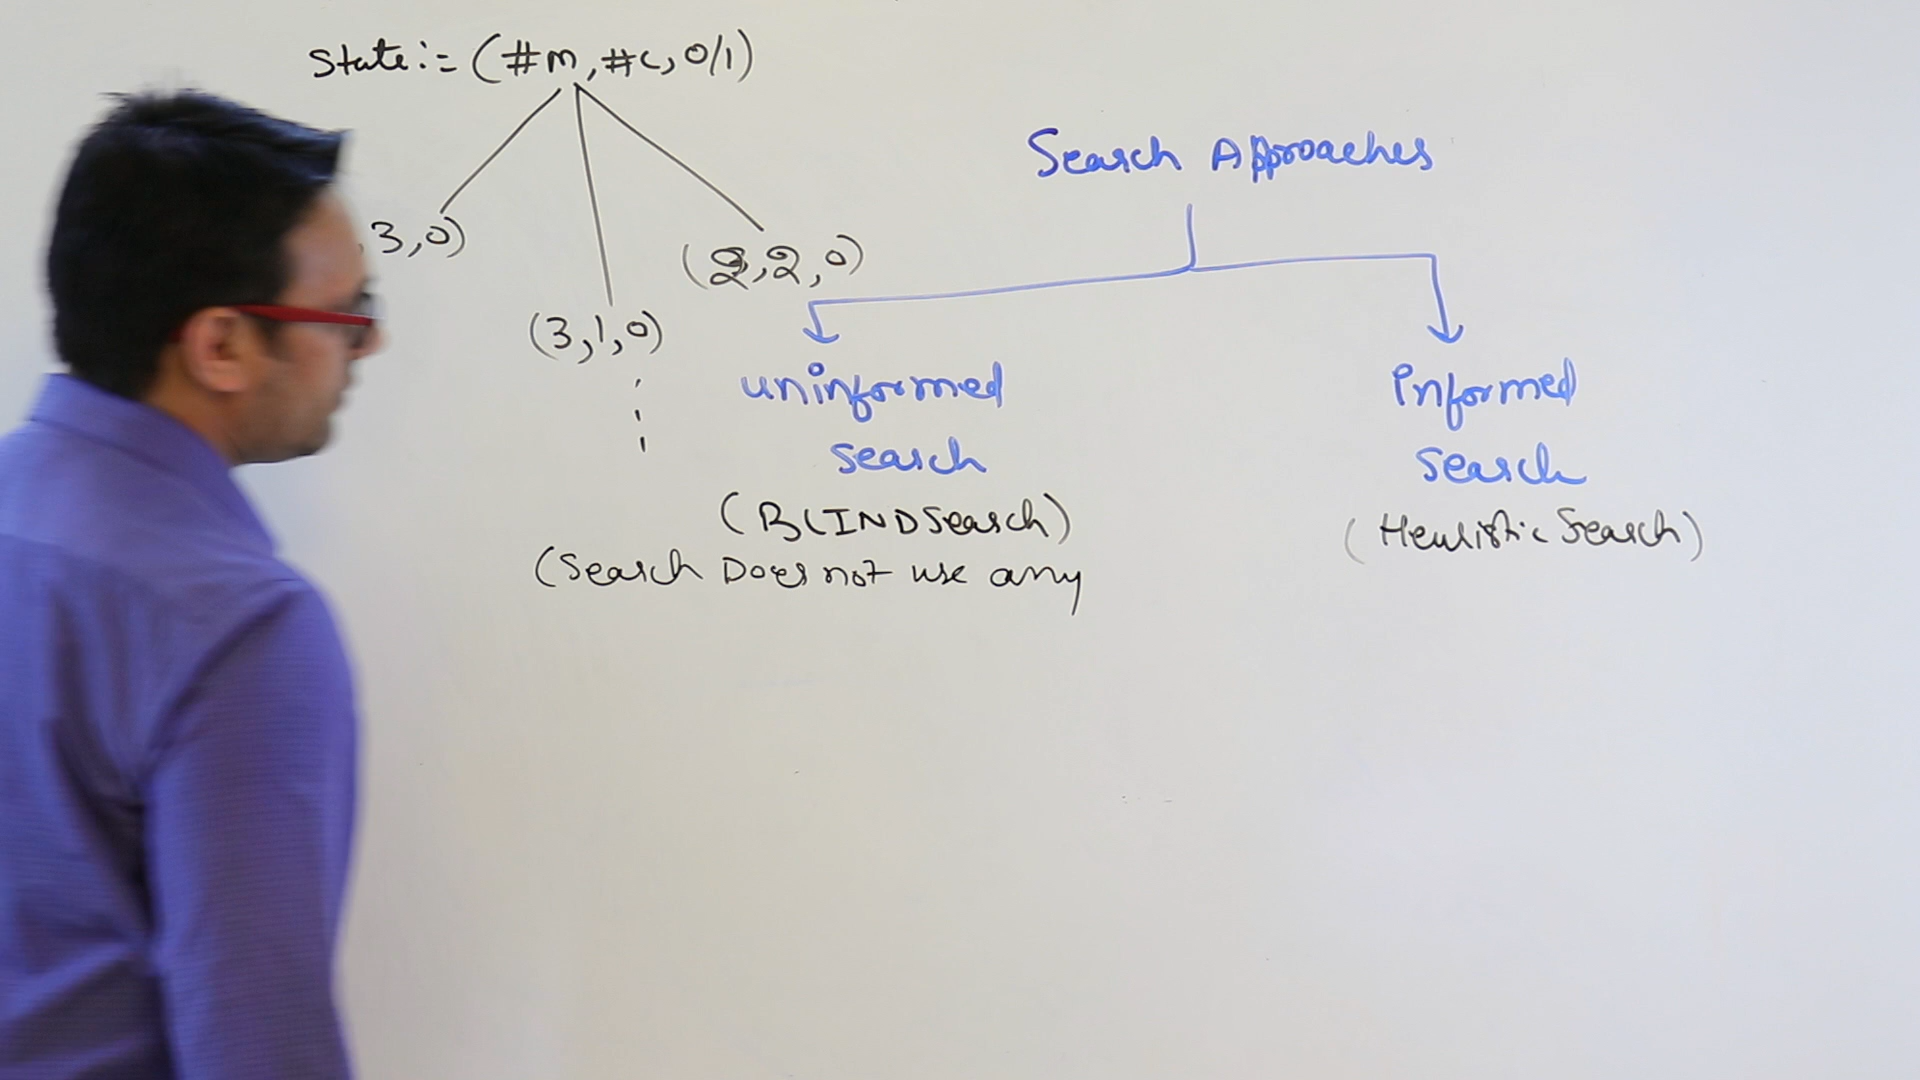 State:= (#m, #c, 0/1)
,3,0)
(3,1,0)
(2,2,0)
Search Approaches
uninformed
search
(BLIND Search)
(Search Does not use any
Informed
search
(Heuristic Search)